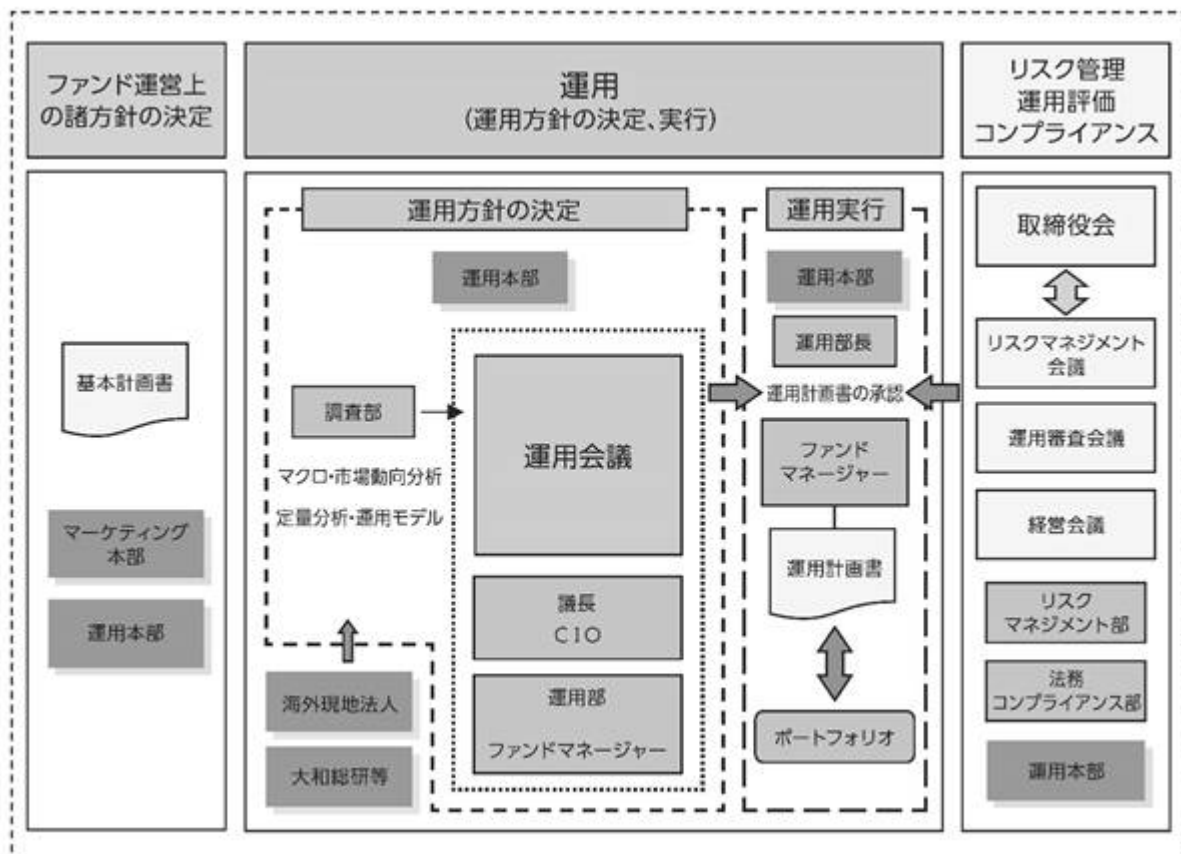 ファンド運営上
の諸方針の決定
運用
(運用方針の決定、実行)
リスク管理
運用評価
コンプライアンス
基本計画書
マーケティング
本部
運用本部
運用方針の決定
運用本部
調査部
マクロ・市場動向分析
定量分析・運用モデル
海外現地法人
大和総研等
運用会議
議長
CIO
運用部
ファンドマネージャー
運用実行
運用本部
運用部長
運用計画書の承認
ファンド
マネージャー
運用計画書
ポートフォリオ
取締役会
リスクマネジメント
会議
運用審査会議
経営会議
リスク
マネジメント部
法務
コンプライアンス部
運用本部